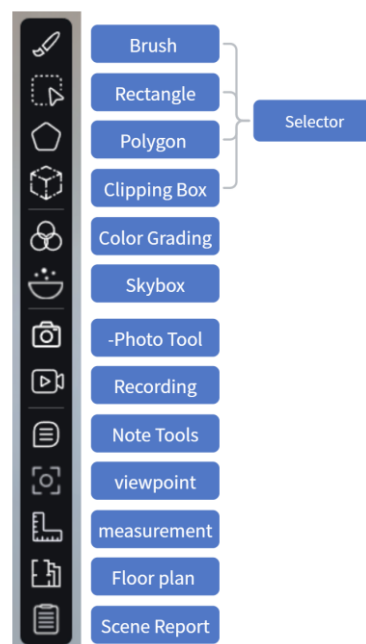 Brush
Rectangle
Selector
Polygon
Clipping Box
Color Grading
Skybox
-Photo Tool
Recording
Note Tools
viewpoint
measurement
Floor plan
Scene Report